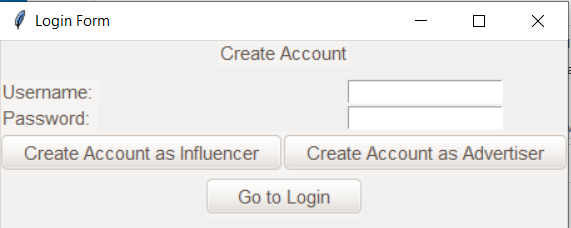 Login Form
Create Account
Username:
Password:
Create Account as Influencer Create Account as Advertiser
Go to Login